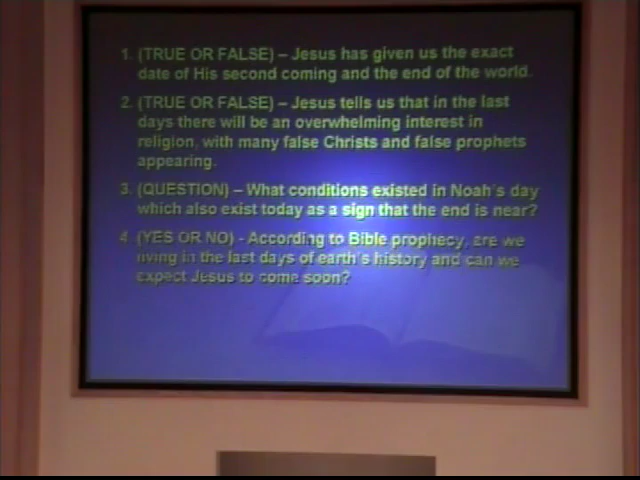 1. (TRUE OR FALSE) – Jesus has given us the exact
date of His second coming and the end of the world.
2. (TRUE OR FALSE) – Jesus tells us that in the last
days there will be an overwhelming interest in
religion, with many false Christs and false prophets
appearing.
3. (QUESTION) – What conditions existed in Noah's day
which also exist today as a sign that the end is near?
4. (YES OR NO) - According to Bible prophecy, are we
living in the last days of earth's history and can we
expect Jesus to come soon?